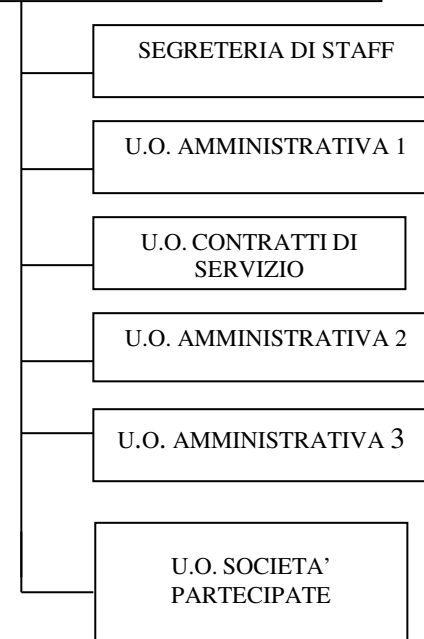 SEGRETERIA DI STAFF
U.O. AMMINISTRATIVA 1
U.O. CONTRATTI DI
SERVIZIO
U.O. AMMINISTRATIVA 2
U.O. AMMINISTRATIVA 3
U.O. SOCIETA’
PARTECIPATE